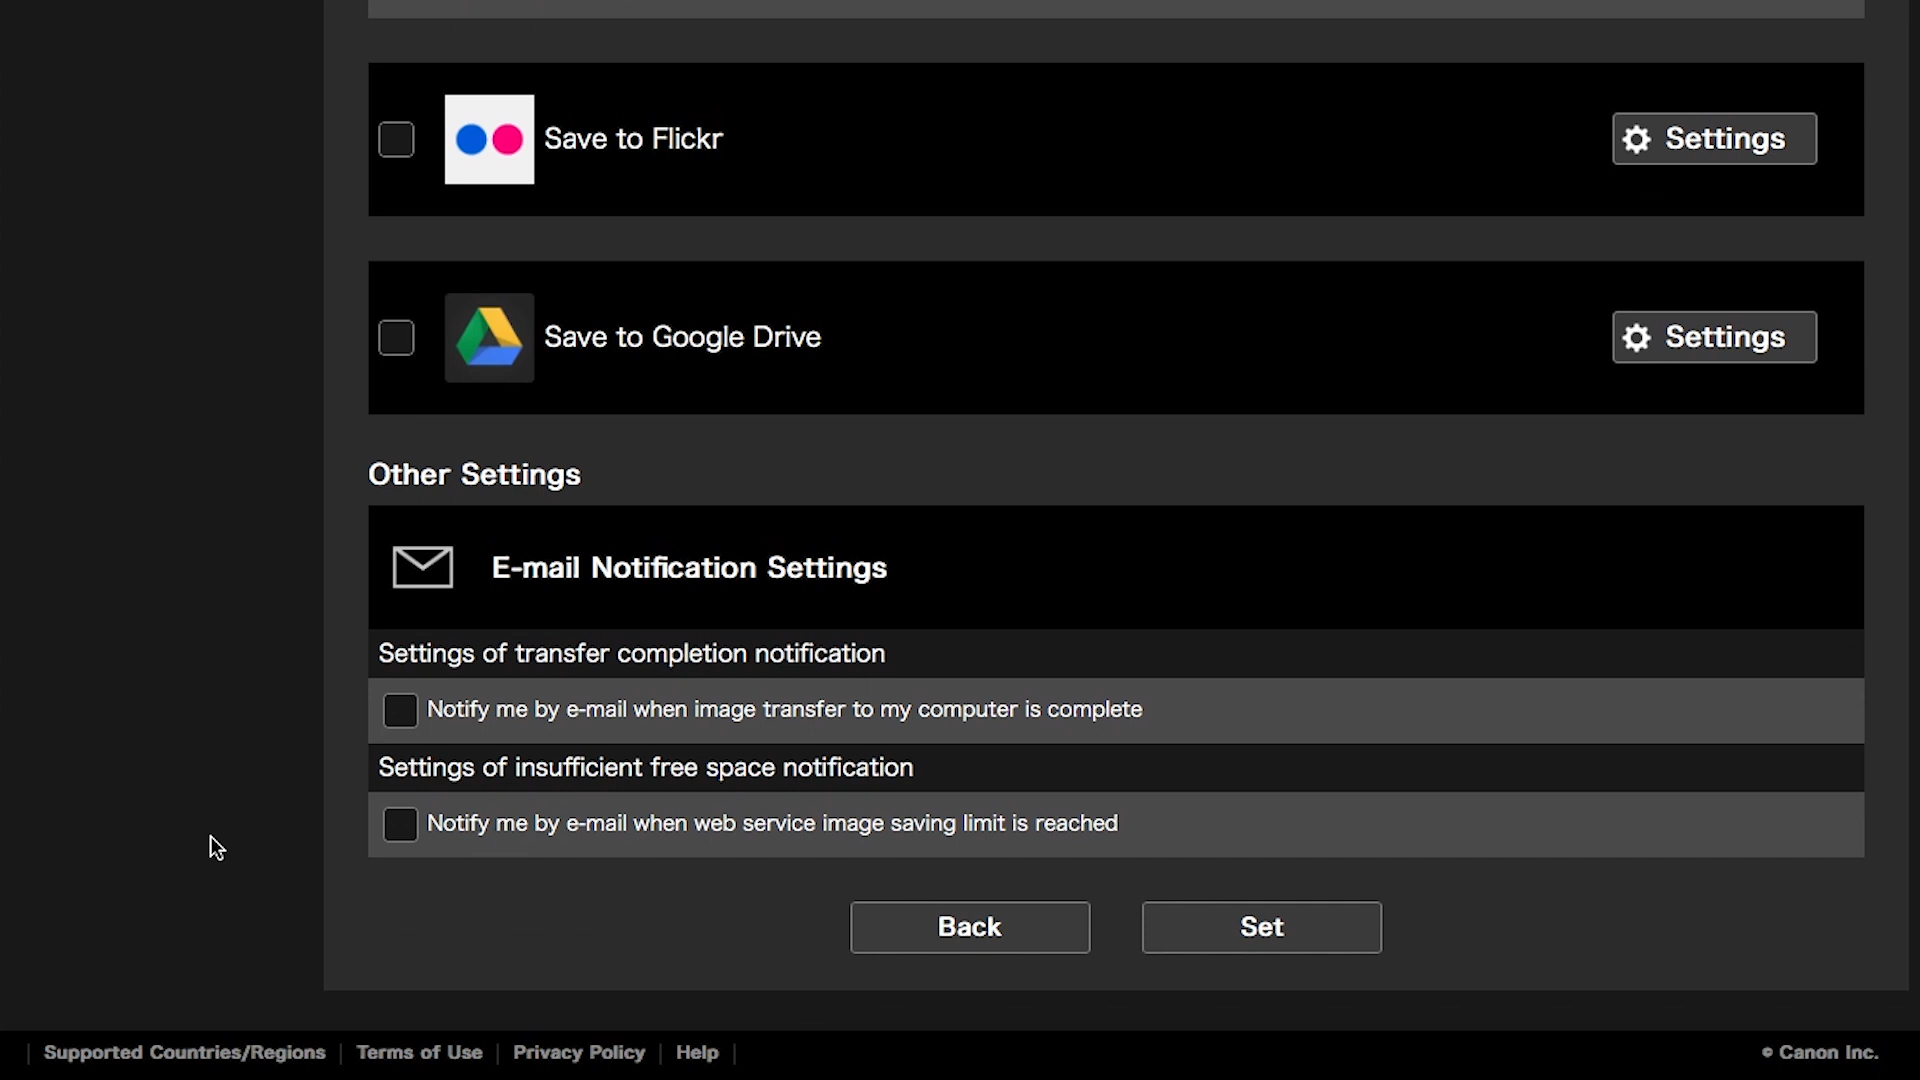 Save to Flickr
Settings
Save to Google Drive
Settings
Other Settings
E-mail Notification Settings
Settings of transfer completion notification
Notify me by e-mail when image transfer to my computer is complete
Settings of insufficient free space notification
Notify me by e-mail when web service image saving limit is reached
Back Set
Supported Countries/Regions | Terms of Use | Privacy Policy | Help | © Canon Inc.